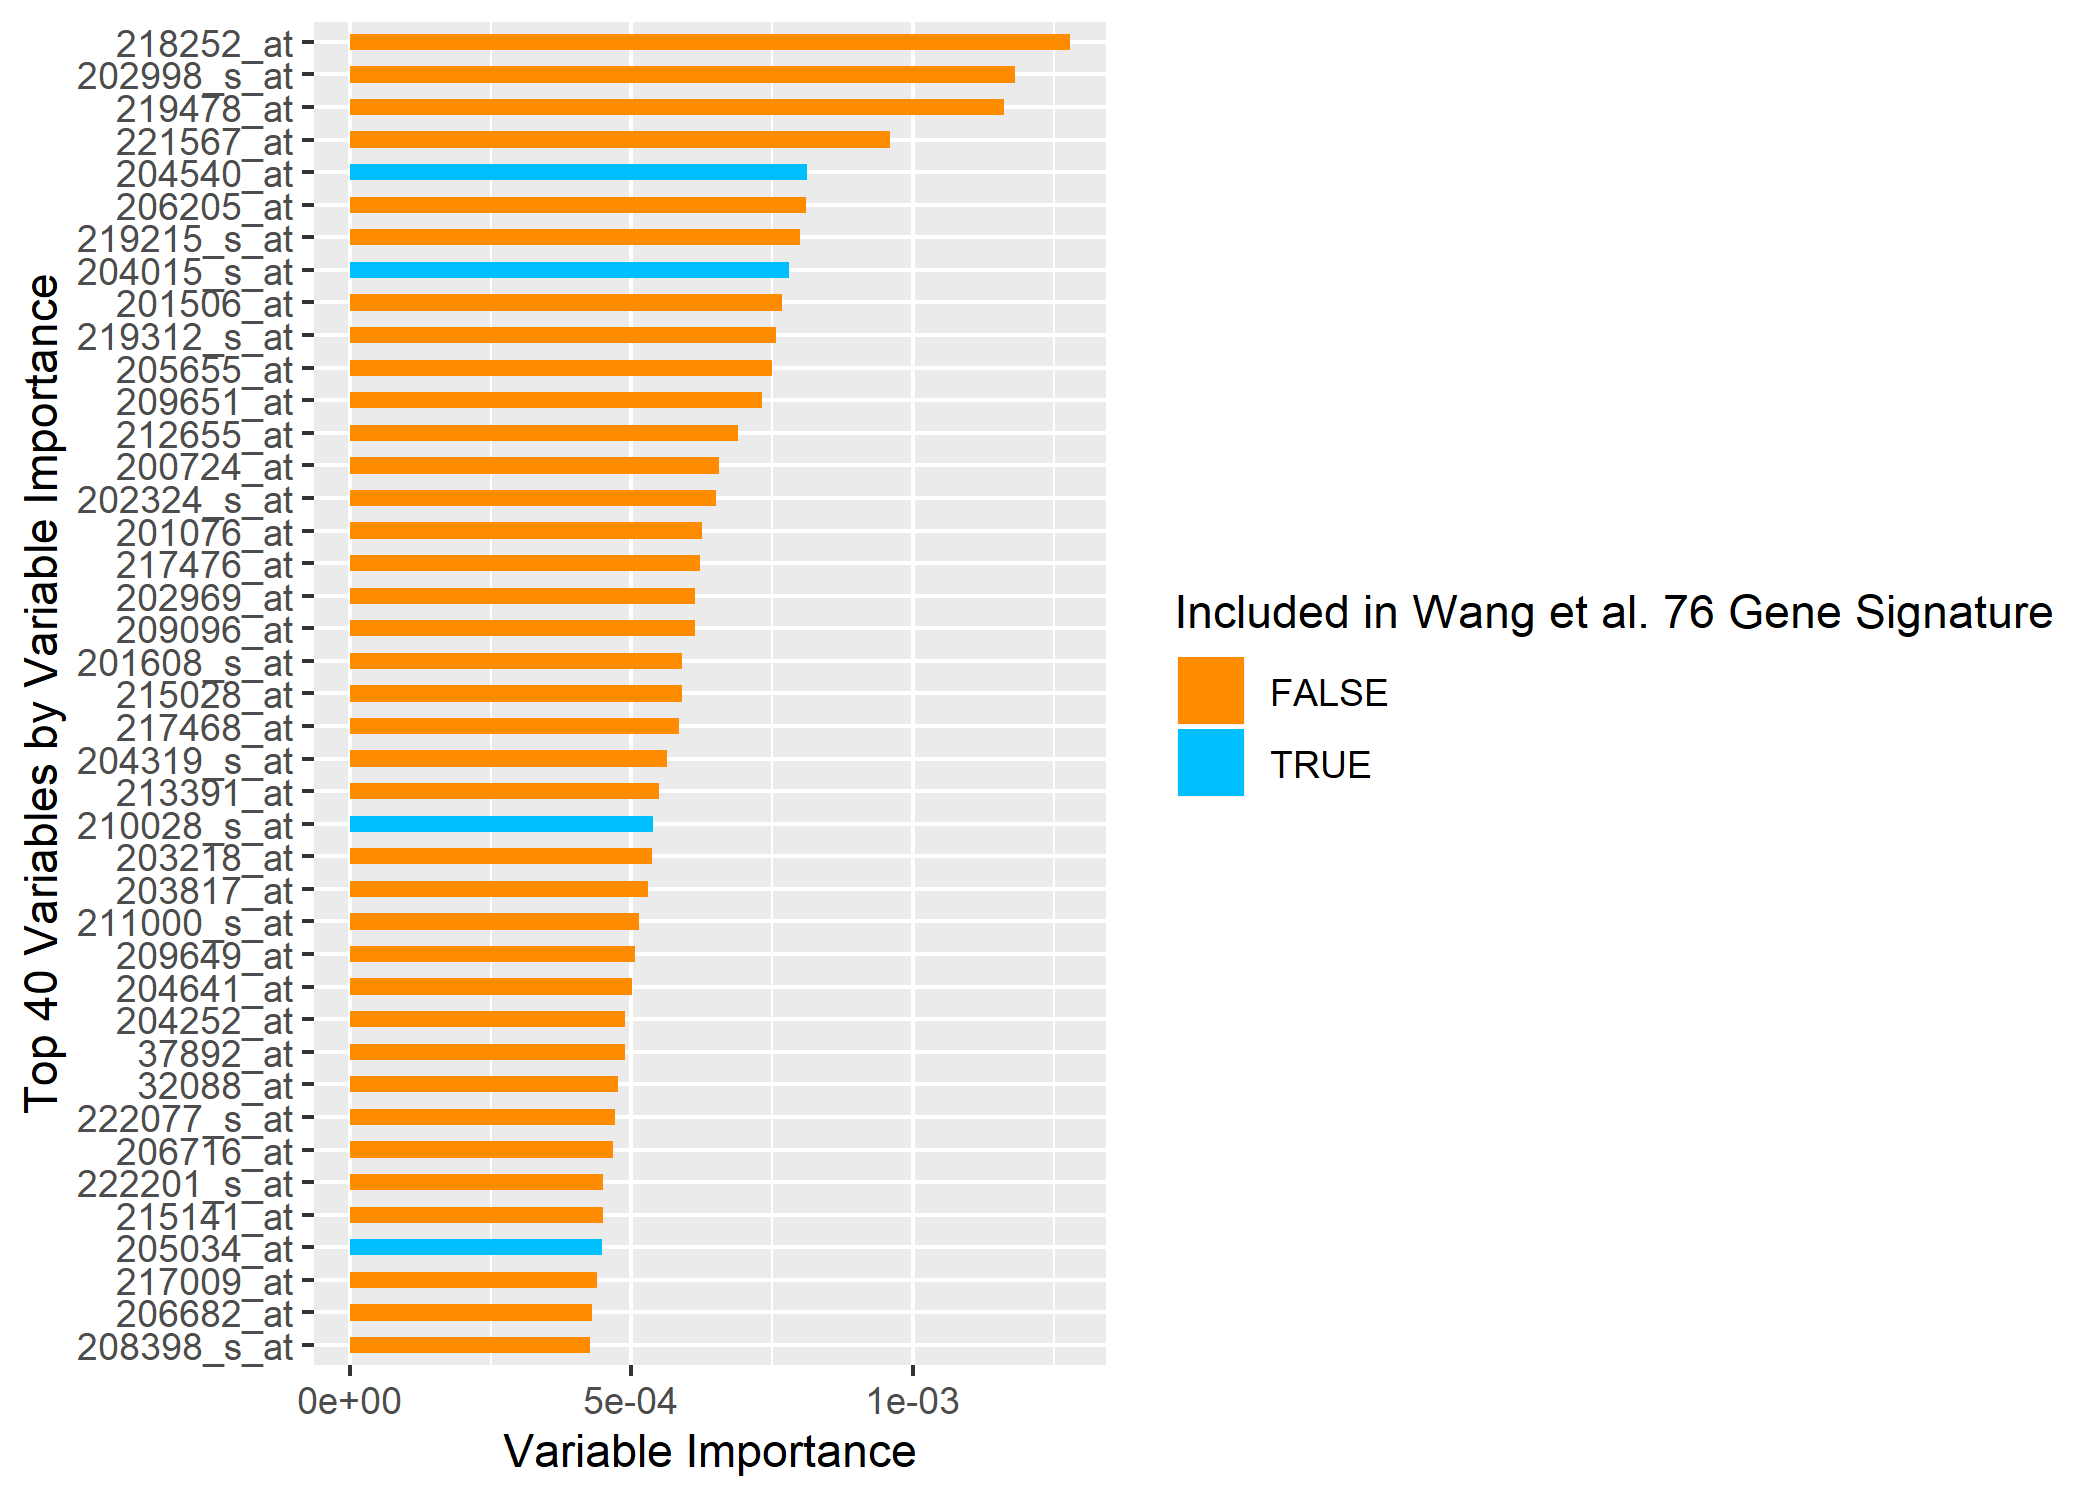 218252_at
202998_s_at
219478_at
221567_at
204540_at
206205_at
219215_s_at
204015_s_at
201506_at
219312_s_at
205655_at
209651_at
212655_at
200724_at
202324_s_at
201076_at
217476_at
202969_at
209096_at
201608_s_at
215028_at
217468_at
204319_s_at
213391_at
210028_s_at
203218_at
203817_at
211000_s_at
209649_at
204641_at
204252_at
37892_at
32088_at
222077_s_at
206716_at
222201_s_at
215141_at
205034_at
217009_at
206682_at
208398_s_at
Top 40 Variables by Variable Importance
0e+00 5e-04 1e-03
Variable Importance
Included in Wang et al. 76 Gene Signature
FALSE
TRUE